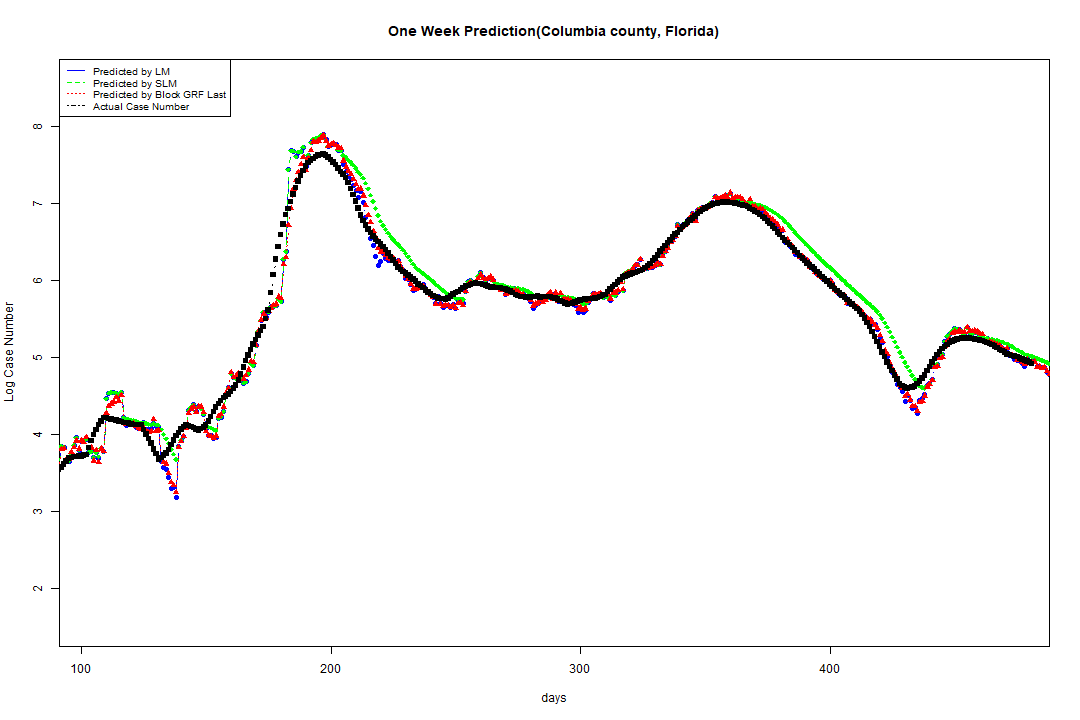 One Week Prediction(Columbia county, Florida)
Predicted by LM
Predicted by SLM
Predicted by Block GRF Last
Actual Case Number
8
7
6
5
4
3
2
Log Case Number
100 200 300 400
days